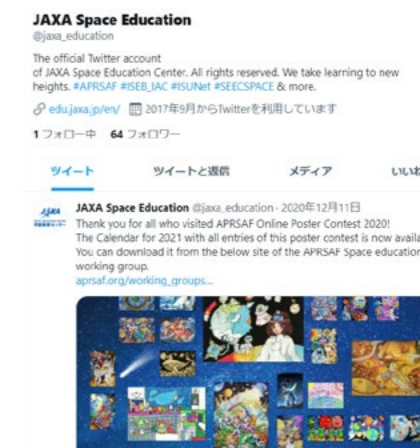 JAXA Space Education
@jaxa_education
The official Twitter account
of JAXA Space Education Center. All rights reserved. We take learning to new
heights. #APRSAF #ISEB_IAC #ISUNet #SEECSPACE & more.
edu.jaxa.jp/en/ 2017年9月からTwitterを利用しています
1 フォロー中 64 フォロワー
ツイート ツイートと返信 メディア いいね
JAXA Space Education @jaxa_education · 2020年12月11日
Thank you for all who visited APRSAF Online Poster Contest 2020!
The Calendar for 2021 with all entries of this poster contest is now availa
You can download it from the below site of the APRSAF Space education
working group.
aprsaf.org/working_groups...